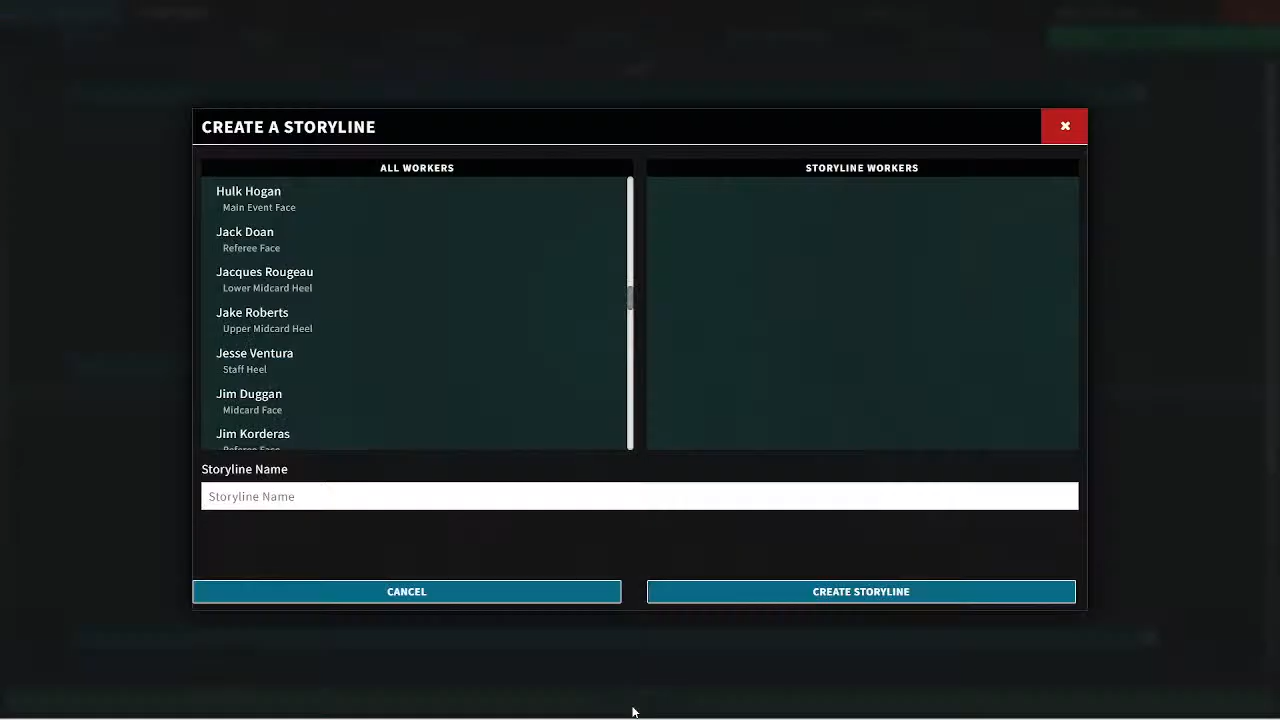 CREATE A STORYLINE
ALL WORKERS
Hulk Hogan
Main Event Face
Jack Doan
Referee Face
Jacques Rougeau
Lower Midcard Heel
Jake Roberts
Upper Midcard Heel
Jesse Ventura
Staff Heel
Jim Duggan
Midcard Face
Jim Korderas
Referee Face
STORYLINE WORKERS
Storyline Name
Storyline Name
CANCEL
CREATE STORYLINE